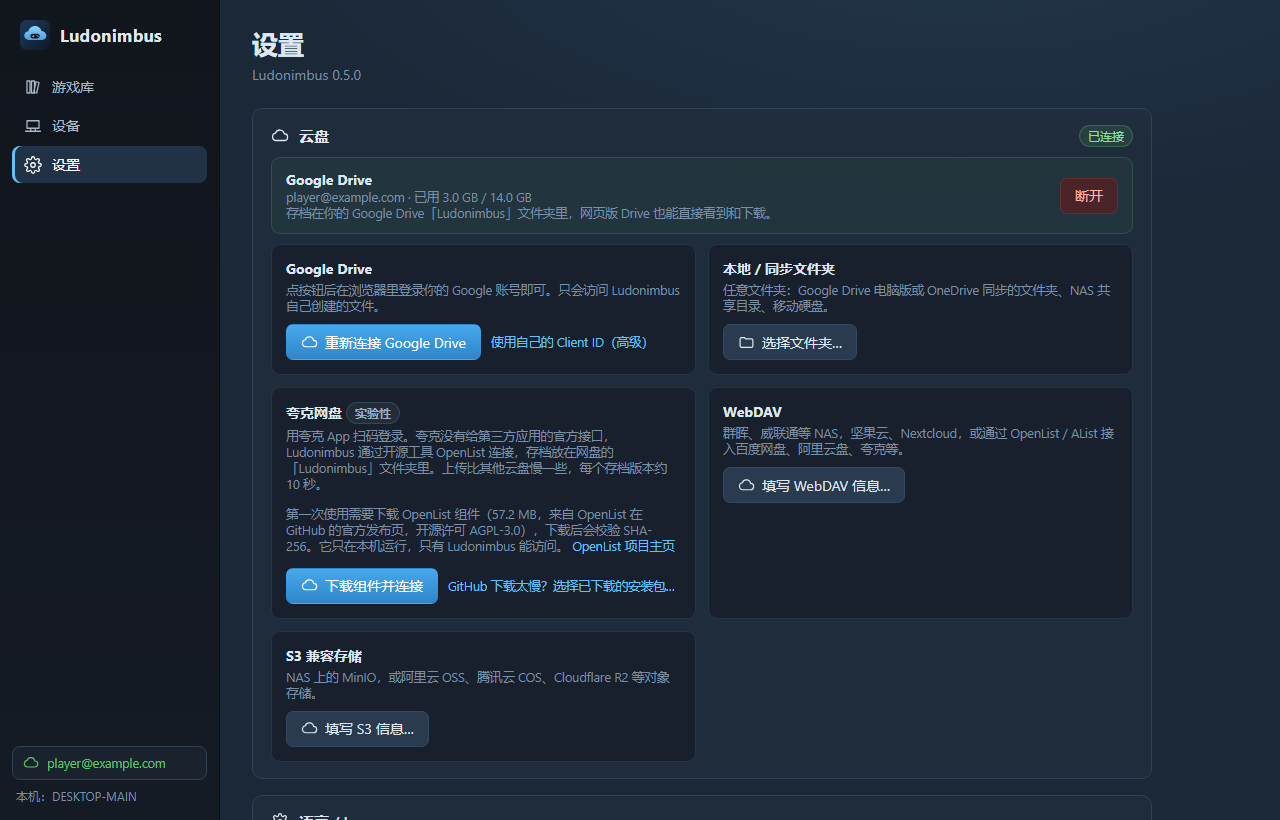 Ludonimbus
游戏库
设备
设置
player@example.com
本机：DESKTOP-MAIN
设置
Ludonimbus 0.5.0
云盘
已连接
Google Drive
player@example.com · 已用 3.0 GB / 14.0 GB
存档在你的 Google Drive「Ludonimbus」文件夹里，网页版 Drive 也能直接看到和下载。
断开
Google Drive
点按钮后在浏览器里登录你的 Google 账号即可。只会访问 Ludonimbus
自己创建的文件。
重新连接 Google Drive
使用自己的 Client ID（高级）
本地 / 同步文件夹
任意文件夹：Google Drive 电脑版或 OneDrive 同步的文件夹、NAS 共
享目录、移动硬盘。
选择文件夹...
夸克网盘
实验性
用夸克 App 扫码登录。夸克没有给第三方应用的官方接口，
Ludonimbus 通过开源工具 OpenList 连接，存档放在网盘的
「Ludonimbus」文件夹里。上传比其他云盘慢一些，每个存档版本约
10 秒。
第一次使用需要下载 OpenList 组件（57.2 MB，来自 OpenList 在
GitHub 的官方发布页，开源许可 AGPL-3.0），下载后会校验 SHA-
256。它只在本机运行，只有 Ludonimbus 能访问。 OpenList 项目主页
下载组件并连接
GitHub 下载太慢？选择已下载的安装包...
WebDAV
群晖、威联通等 NAS，坚果云、Nextcloud，或通过 OpenList / AList 接
入百度网盘、阿里云盘、夸克等。
填写 WebDAV 信息...
S3 兼容存储
NAS 上的 MinIO，或阿里云 OSS、腾讯云 COS、Cloudflare R2 等对象
存储。
填写 S3 信息...